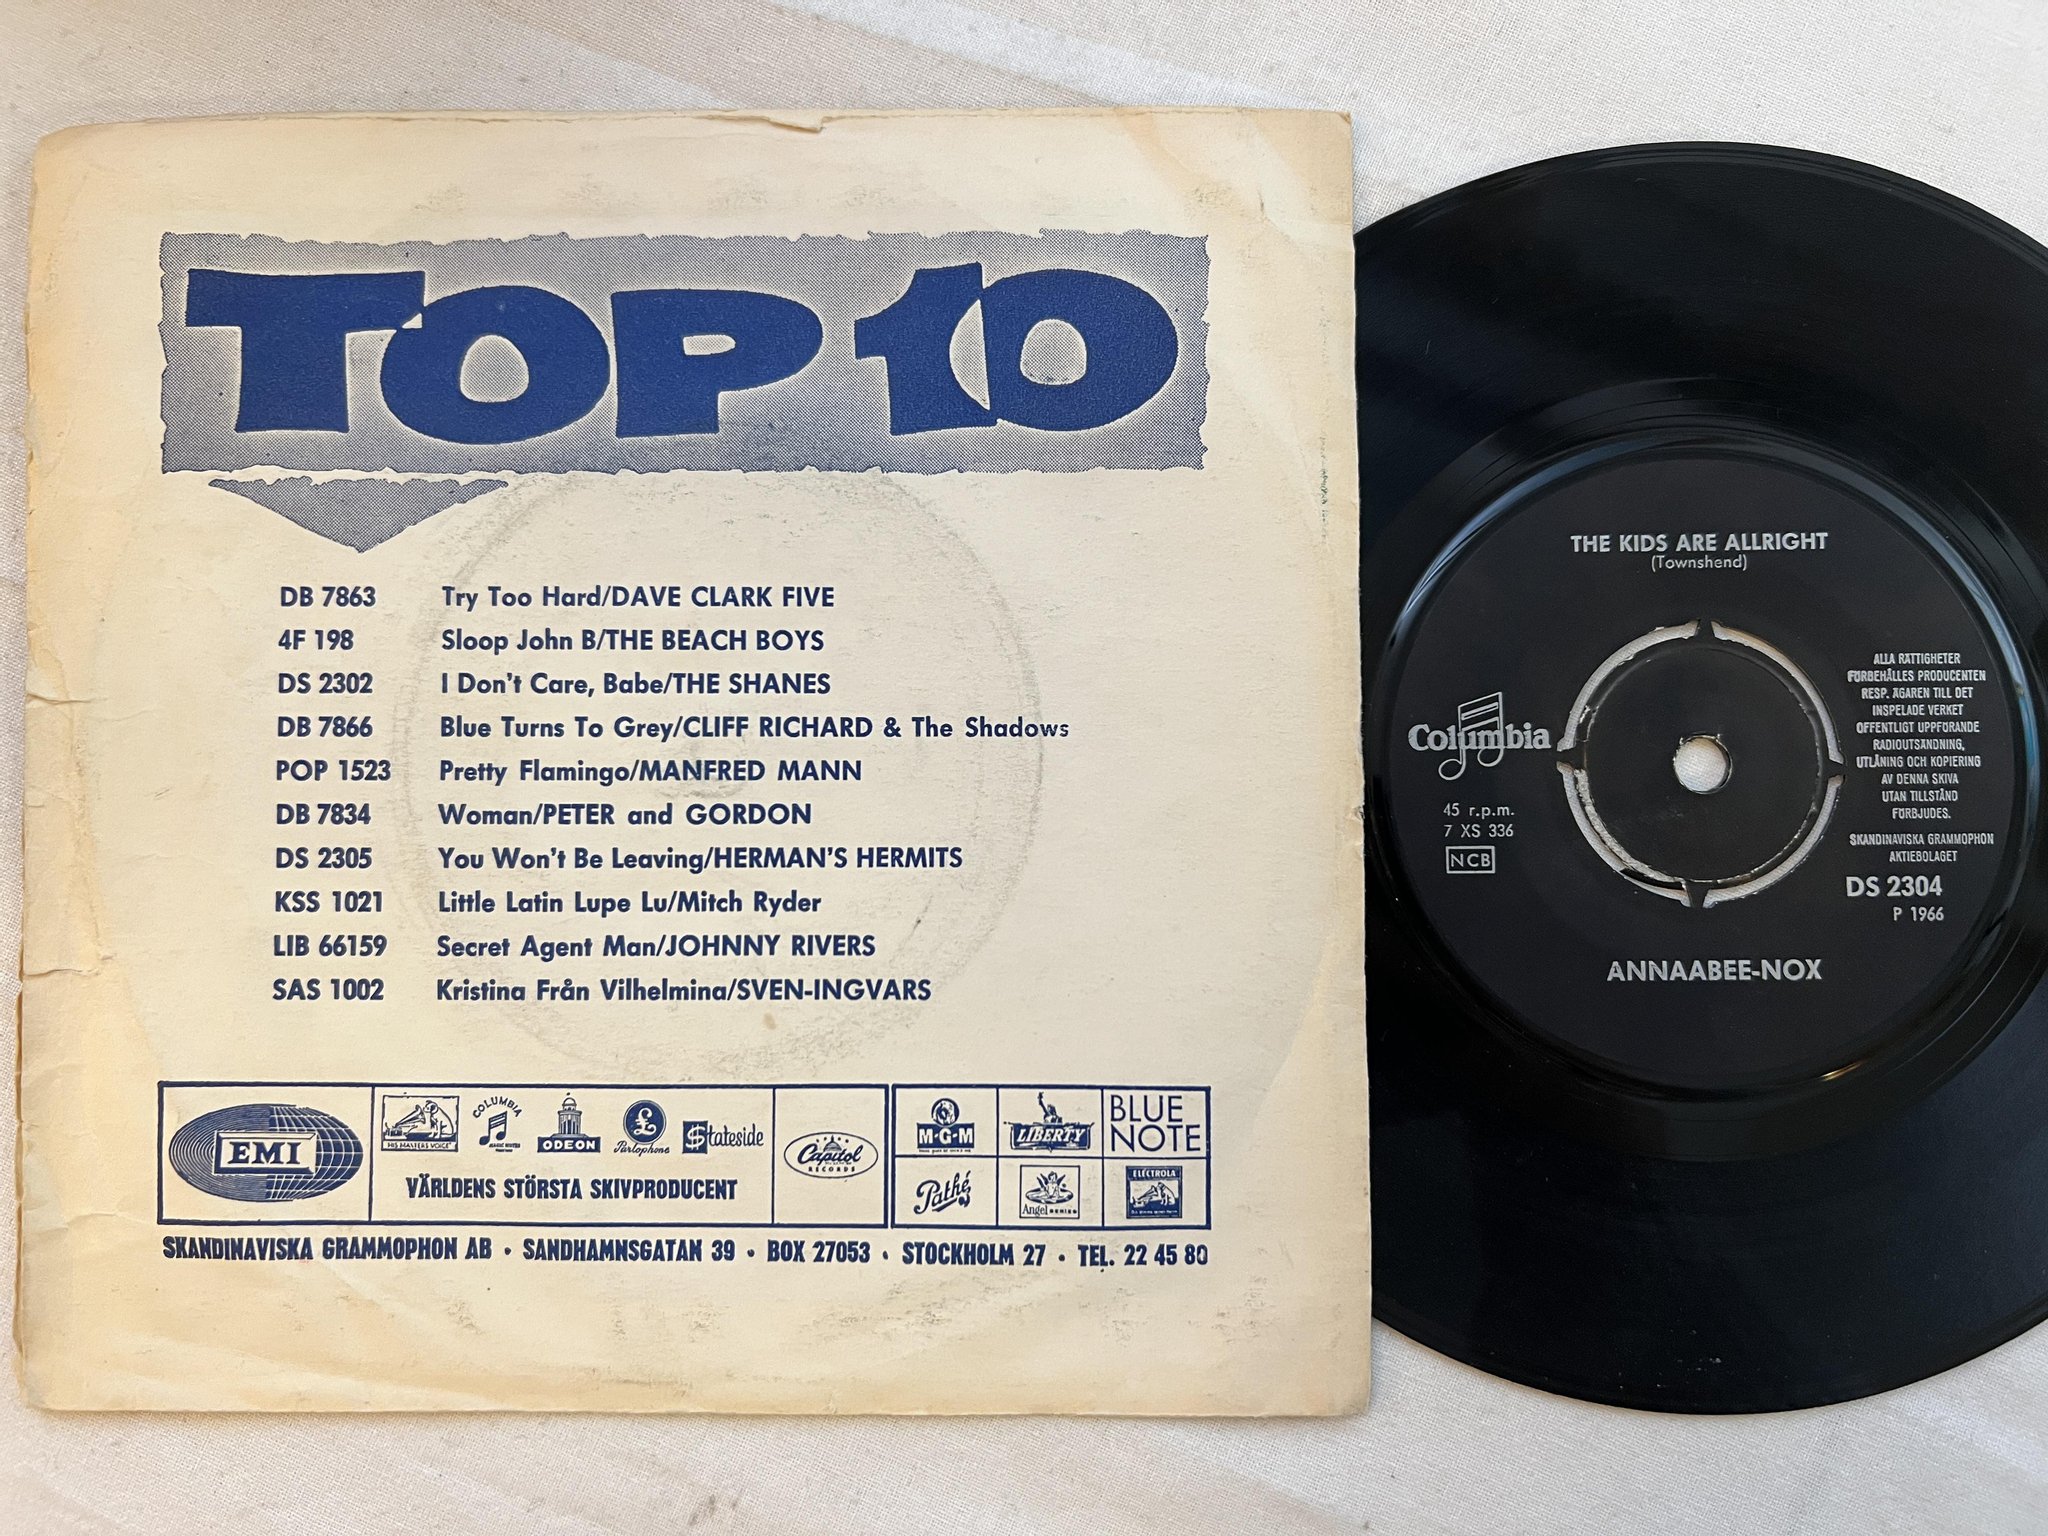 TOP 10
DB 7863 Try Too Hard/DAVE CLARK FIVE
4F 198 Sloop John B/THE BEACH BOYS
DS 2302 I Don't Care, Babe/THE SHANES
DB 7866 Blue Turns To Grey/CLIFF RICHARD & The Shadows
POP 1523 Pretty Flamingo/MANFRED MANN
DB 7834 Woman/PETER and GORDON
DS 2305 You Won't Be Leaving/HERMAN'S HERMITS
KSS 1021 Little Latin Lupe Lu/Mitch Ryder
LIB 66159 Secret Agent Man/JOHNNY RIVERS
SAS 1002 Kristina Från Vilhelmina/SVEN-INGVARS
EMI
HIS MASTERS VOICE
COLUMBIA
ODEON
£
Parlophone
$tateside
VÄRLDENS STÖRSTA SKIVPRODUCENT
Capitol
RECORDS
M-G-M
LIBERTY
BLUE
NOTE
Pathé
Angel SERIES
ELECTROLA
SKANDINAVISKA GRAMMOPHON AB · SANDHAMNSGATAN 39 · BOX 27053 · STOCKHOLM 27 · TEL. 22 45 80
THE KIDS ARE ALLRIGHT
(Townshend)
Columbia
45 r.p.m.
7 XS 336
NCB
ALLA RÄTTIGHETER
FÖRBEHÅLLES PRODUCENTEN
RESP. ÄGAREN TILL DET
INSPELADE VERKET
OFFENTLIGT UPPFÖRANDE
RADIOUTSÄNDNING,
UTLÅNING OCH KOPIERING
AV DENNA SKIVA
UTAN TILLSTÅND
FÖRBJUDES.
SKANDINAVISKA GRAMMOPHON
AKTIEBOLAGET
DS 2304
P 1966
ANNAABEE-NOX